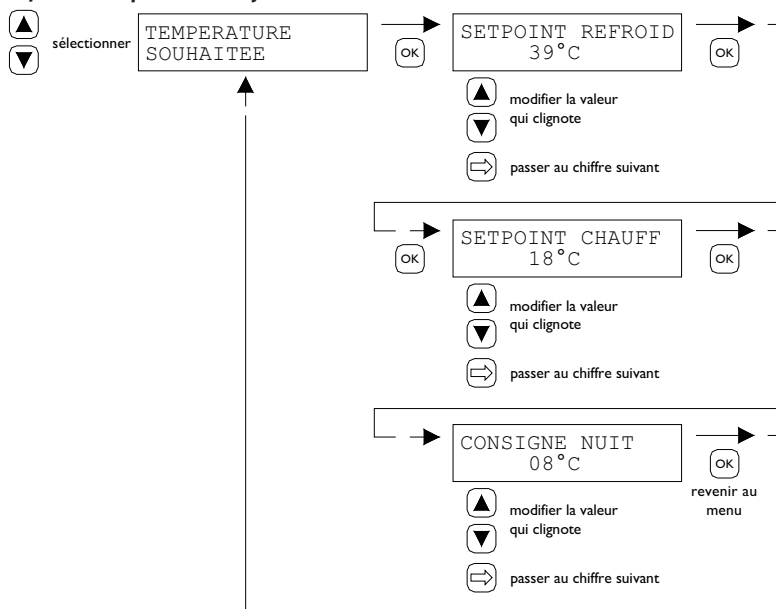 sélectionner
TEMPERATURE
SOUHAITEE
OK
SETPOINT REFROID
39°C
OK
modifier la valeur
qui clignote
passer au chiffre suivant
OK
SETPOINT CHAUFF
18°C
OK
modifier la valeur
qui clignote
passer au chiffre suivant
CONSIGNE NUIT
08°C
OK
revenir au
menu
modifier la valeur
qui clignote
passer au chiffre suivant